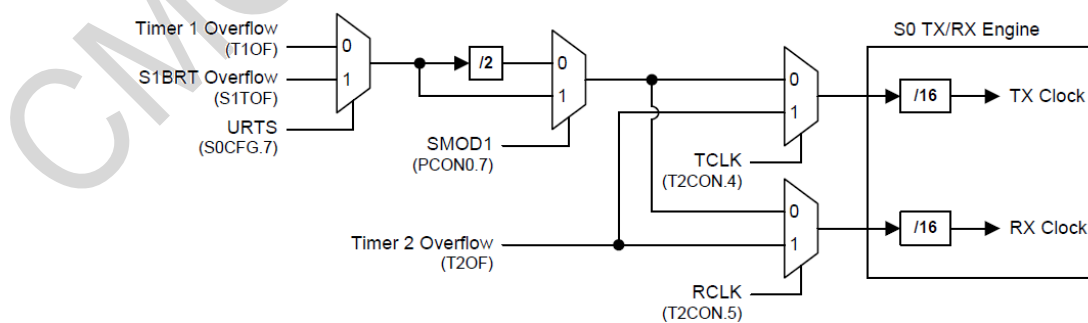 Timer 1 Overflow
(T1OF)
0
S1BRT Overflow
(S1TOF)
1
URTS
(S0CFG.7)
/2
0
1
SMOD1
(PCON0.7)
0
1
TCLK
(T2CON.4)
S0 TX/RX Engine
/16
TX Clock
Timer 2 Overflow
(T2OF)
0
1
RCLK
(T2CON.5)
/16
RX Clock